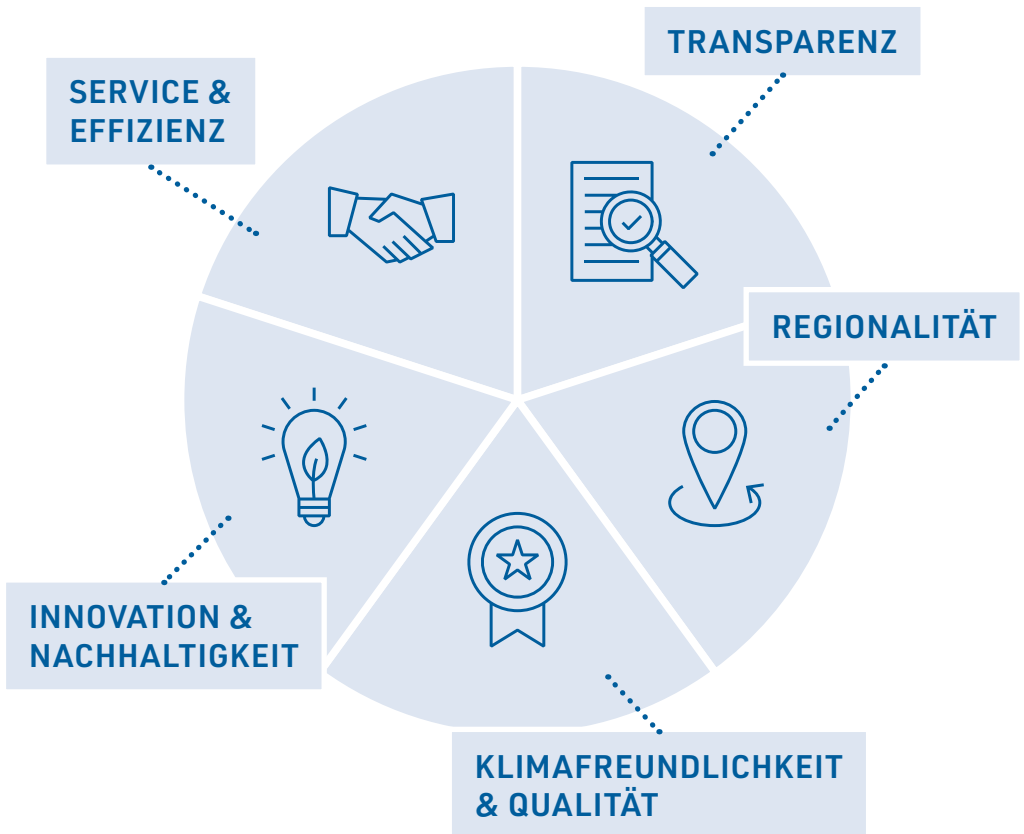 TRANSPARENZ
SERVICE &
EFFIZIENZ
REGIONALITÄT
INNOVATION &
NACHHALTIGKEIT
KLIMAFREUNDLICHKEIT
& QUALITÄT